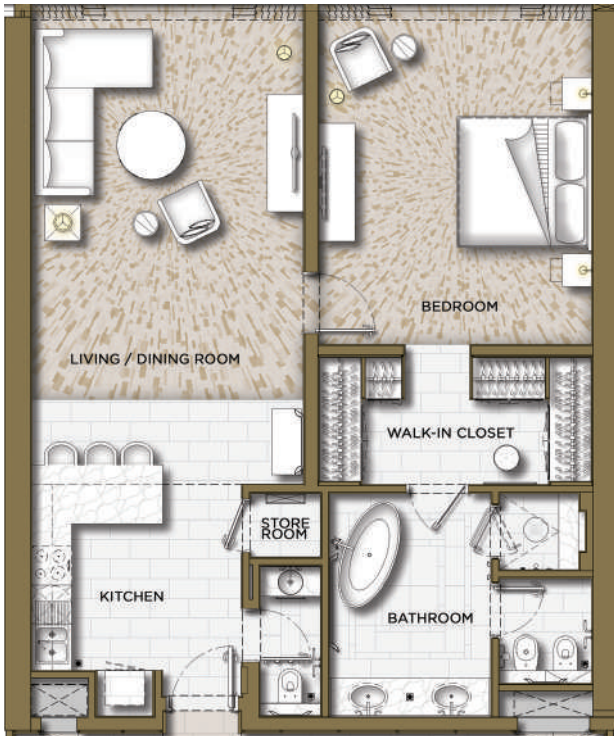 BEDROOM
LIVING / DINING ROOM
WALK-IN CLOSET
STORE
ROOM
KITCHEN
BATHROOM